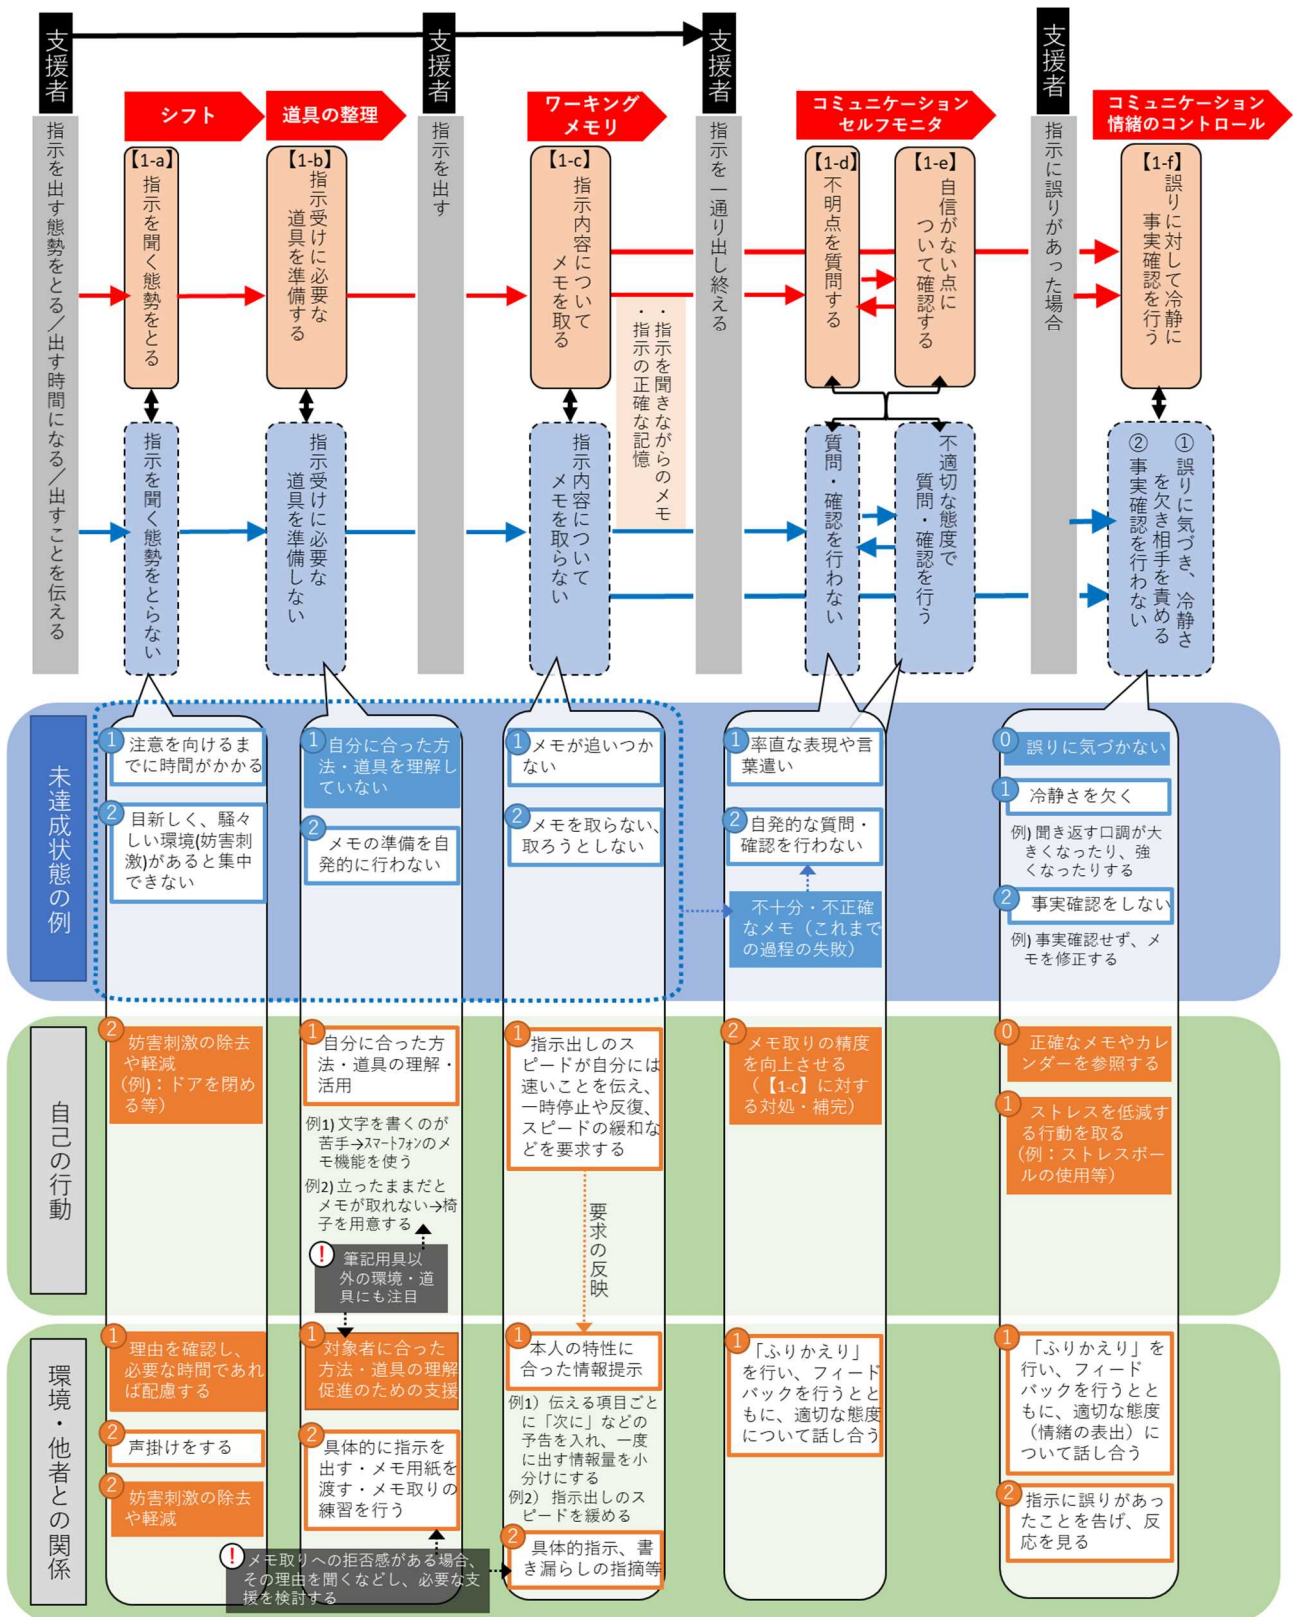 支援者
支援者
支援者
支援者
シフト
道具の整理
ワーキング
メモリ
コミュニケーション
セルフモニタ
コミュニケーション
情緒のコントロール
指示を出す態勢をとる/出す時間になる/出すことを伝える
【1-a】
指示を聞く態勢をとる
【1-b】
指示受けに必要な
道具を準備する
指示を出す
【1-c】
指示内容について
メモを取る
・指示を聞きながらのメモ
・指示の正確な記憶
指示を一通り出し終える
【1-d】
不明点を質問する
【1-e】
自信がない点に
ついて確認する
指示に誤りがあった場合
【1-f】
誤りに対して冷静に
事実確認を行う
指示を聞く態勢をとらない
指示受けに必要な
道具を準備しない
指示内容について
メモを取らない
質問・確認を行わない
不適切な態度で
質問・確認を行う
① 誤りに気づき、冷静さ
を欠き相手を責める
② 事実確認を行わない
未達成状態の例
1
注意を向けるま
でに時間がかかる
2
目新しく、騒々
しい環境(妨害刺
激)があると集中
できない
1
自分に合った方
法・道具を理解し
ていない
2
メモの準備を自
発的に行わない
1
メモが追いつか
ない
2
メモを取らない、
取ろうとしない
1
率直な表現や言
葉遣い
2
自発的な質問・
確認を行わない
不十分・不正確
なメモ（これまで
の過程の失敗）
0
誤りに気づかない
1
冷静さを欠く
例) 聞き返す口調が大
きくなったり、強
くなったりする
2
事実確認をしない
例) 事実確認せず、メ
モを修正する
自己の行動
2
妨害刺激の除去
や軽減
（例）：ドアを閉め
る等）
1
自分に合った方
法・道具の理解・
活用
例1) 文字を書くのが
苦手→ｽﾏｰﾄﾌｫﾝのメ
モ機能を使う
例2) 立ったままだと
メモが取れない→椅
子を用意する
!
筆記用具以
外の環境・道
具にも注目
1
指示出しのス
ピードが自分には
速いことを伝え、
一時停止や反復、
スピードの緩和な
どを要求する
要求の反映
2
メモ取りの精度
を向上させる
（【1-c】に対す
る対処・補完）
0
正確なメモやカレ
ンダーを参照する
1
ストレスを低減す
る行動を取る
（例：ストレスボー
ルの使用等）
環境・他者との関係
1
理由を確認し、
必要な時間であれ
ば配慮する
2
声掛けをする
2
妨害刺激の除去
や軽減
1
対象者に合った
方法・道具の理解
促進のための支援
2
具体的に指示を
出す・メモ用紙を
渡す・メモ取りの
練習を行う
!
メモ取りへの拒否感がある場合、
その理由を聞くなどし、必要な支
援を検討する
1
本人の特性に
合った情報提示
例1） 伝える項目ごと
に「次に」などの
予告を入れ、一度
に出す情報量を小
分けにする
例2） 指示出しのス
ピードを緩める
2
具体的指示、書
き漏らしの指摘等
1
「ふりかえり」
を行い、フィード
バックを行うとと
もに、適切な態度
について話し合う
1
「ふりかえり」を
行い、フィード
バックを行うとと
もに、適切な態度
（情緒の表出）に
ついて話し合う
2
指示に誤りがあっ
たことを告げ、反
応を見る